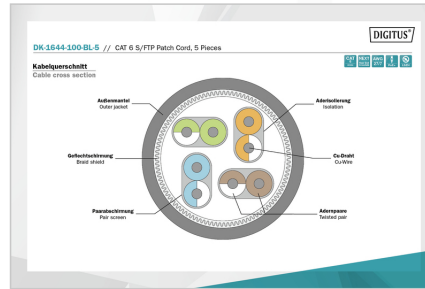 DIGITUS®
DK-1644-100-BL-5 // CAT 6 S/FTP Patch Cord, 5 Pieces
Kabelquerschnitt
Cable cross section
Außenmantel
Outer jacket
Aderisolierung
Isolation
Geflechtschirmung
Braid shield
Cu-Draht
Cu-Wire
Paarabschirmung
Pair screen
Adernpaare
Twisted pair